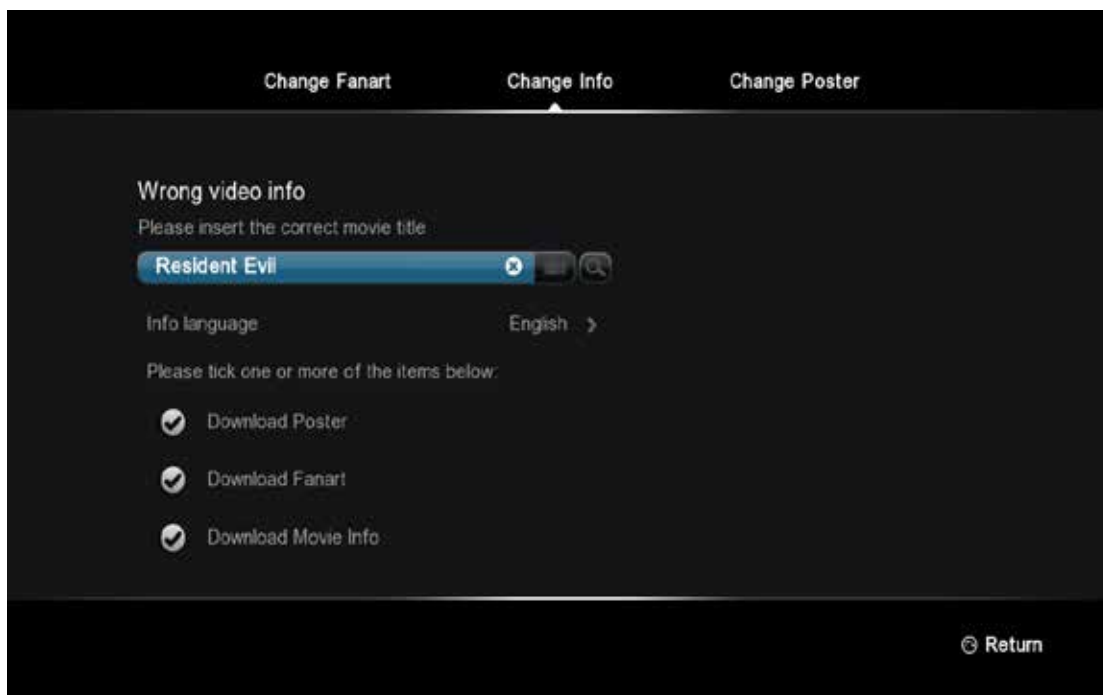 Change Fanart Change Info Change Poster
Wrong video info
Please insert the correct movie title
Resident Evil
Info language English
Please tick one or more of the items below:
Download Poster
Download Fanart
Download Movie Info
Return